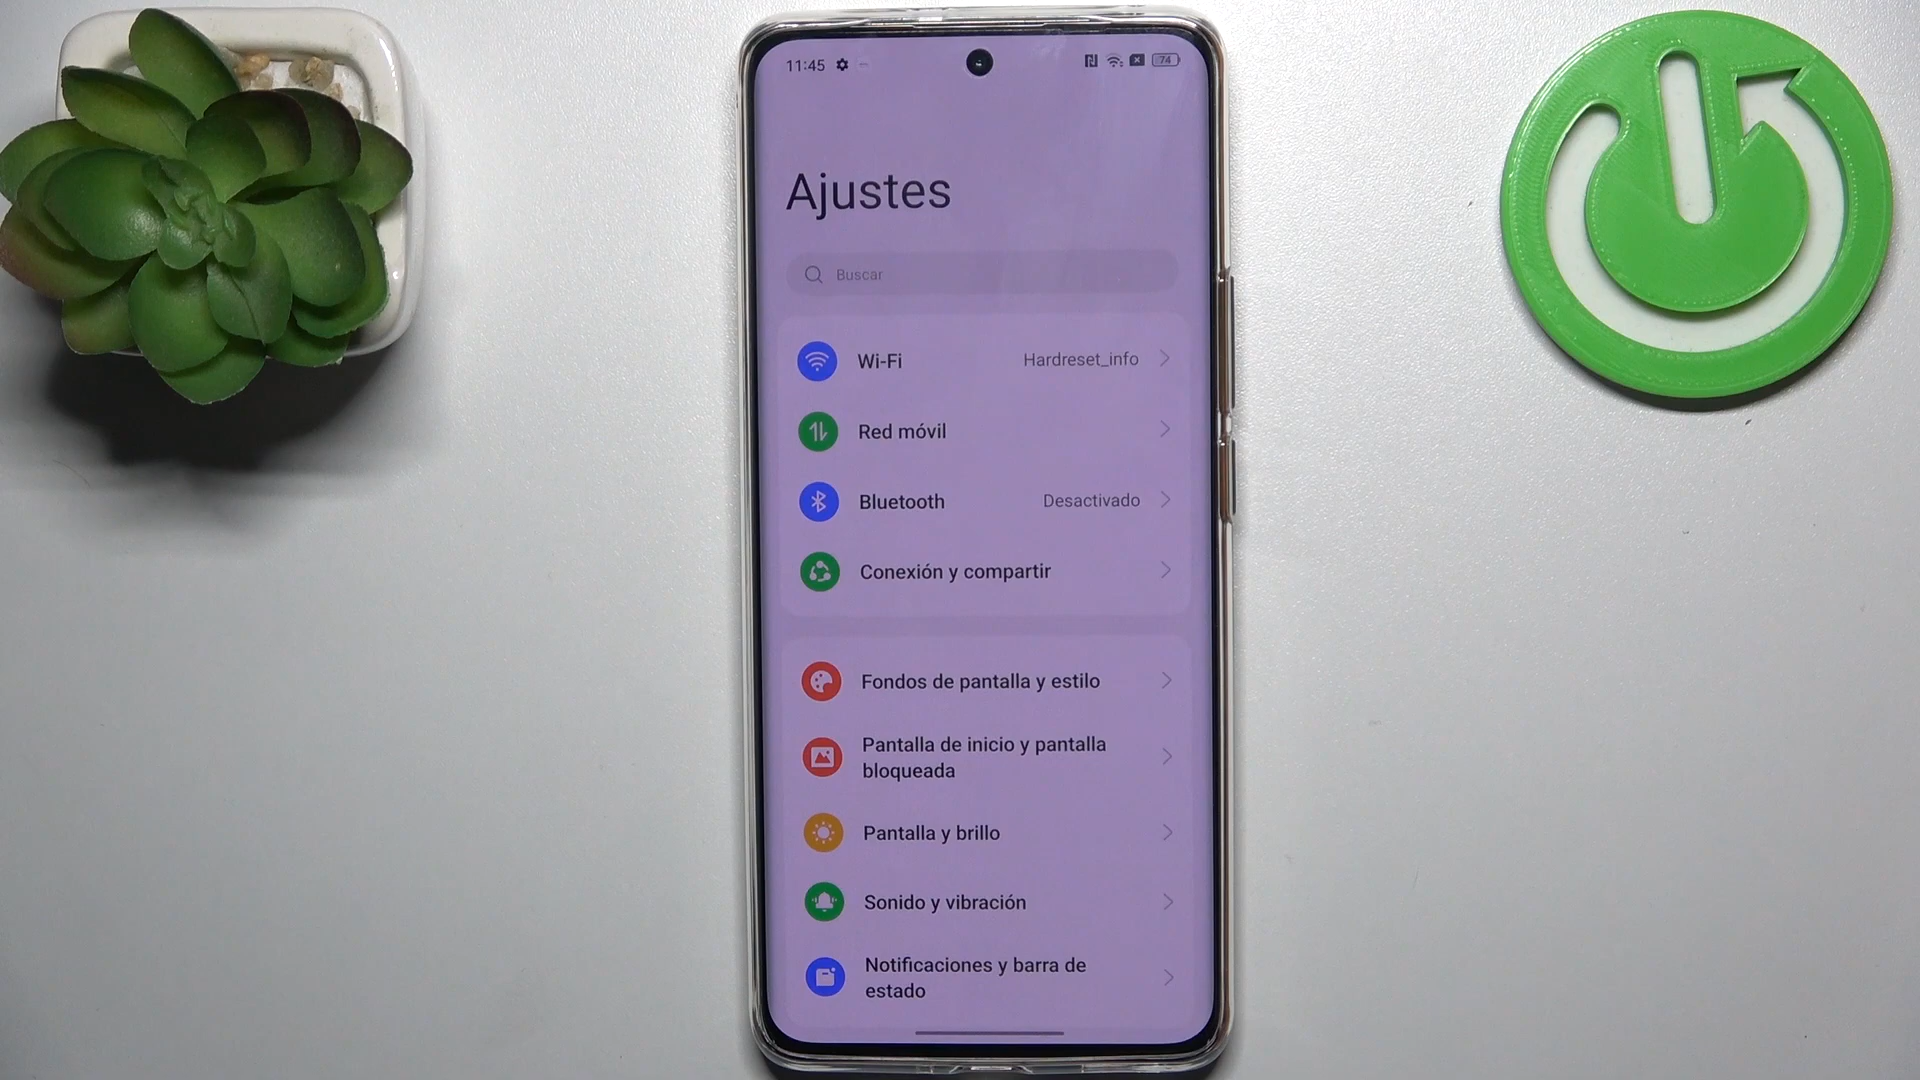 11:45
74
Ajustes
Buscar
Wi-Fi Hardreset_info
Red móvil
Bluetooth Desactivado
Conexión y compartir
Fondos de pantalla y estilo
Pantalla de inicio y pantalla
bloqueada
Pantalla y brillo
Sonido y vibración
Notificaciones y barra de
estado